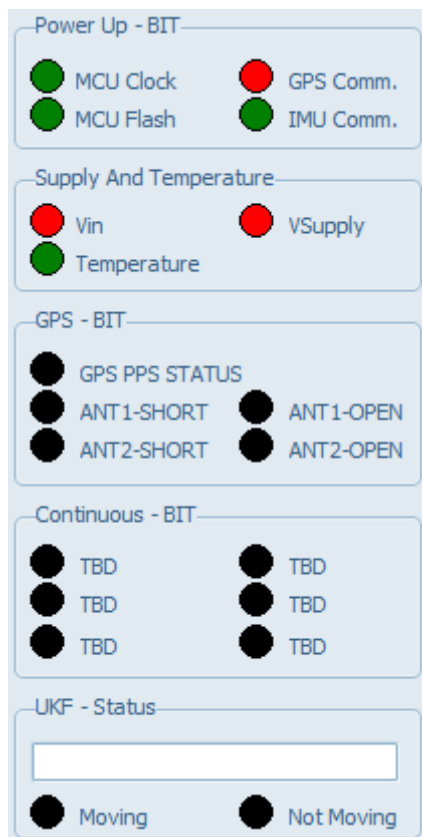 Power Up - BIT
MCU Clock GPS Comm.
MCU Flash IMU Comm.
Supply And Temperature
Vin VSupply
Temperature
GPS - BIT
GPS PPS STATUS
ANT1-SHORT ANT1-OPEN
ANT2-SHORT ANT2-OPEN
Continuous - BIT
TBD TBD
TBD TBD
TBD TBD
UKF - Status
Moving Not Moving